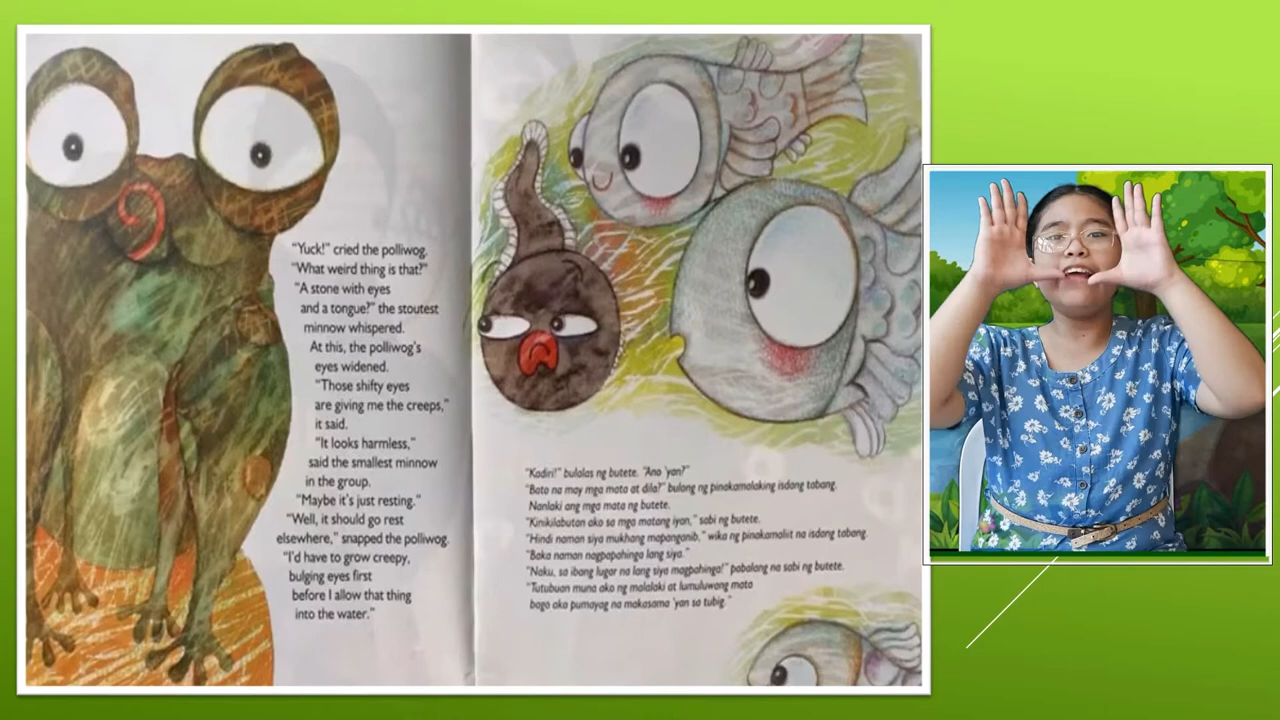 "Yuck!" cried the polliwog.
"What weird thing is that?"
"A stone with eyes
and a tongue?" the stoutest
minnow whispered.
At this, the polliwog's
eyes widened.
"Those shifty eyes
are giving me the creeps,"
it said.
"It looks harmless,"
said the smallest minnow
in the group.
"Maybe it's just resting."
"Well, it should go rest
elsewhere," snapped the polliwog.
"I'd have to grow creepy,
bulging eyes first
before I allow that thing
into the water."
"Kadiri!" bulalas ng butete. "Ano 'yan?"
"Bato na may mga mata at dila?" bulong ng pinakamalaking isdang tabang.
Nanlaki ang mga mata ng butete.
"Kinikilabutan ako sa mga matang iyan," sabi ng butete.
"Hindi naman siya mukhang mapanganib," wika ng pinakamaliit na isdang tabang.
"Baka naman nagpapahinga lang siya."
"Naku, sa ibang lugar na lang siya magpahinga!" pabalang na sabi ng butete.
"Tutubuan muna ako ng malalaki at lumuluwang mata
bago ako pumayag na makasama 'yan sa tubig."